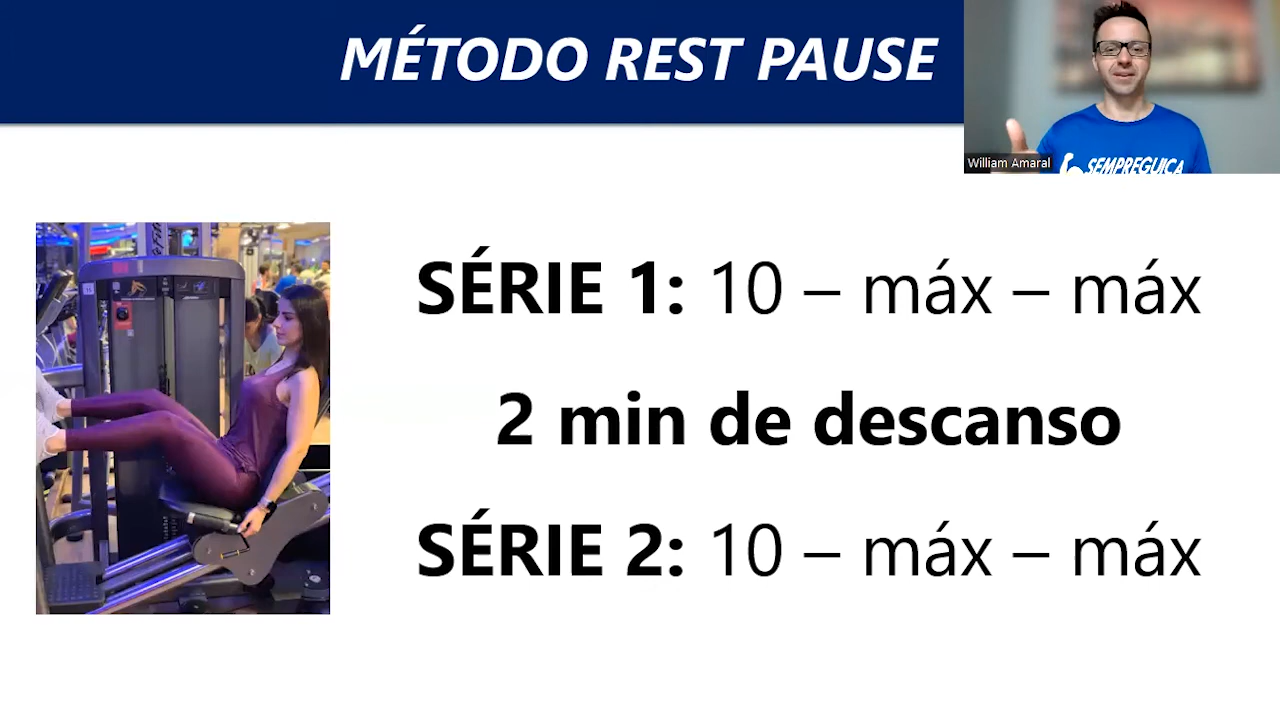 MÉTODO REST PAUSE
William Amaral
SEMPREGUIÇA
SÉRIE 1: 10 – máx – máx
2 min de descanso
SÉRIE 2: 10 – máx – máx